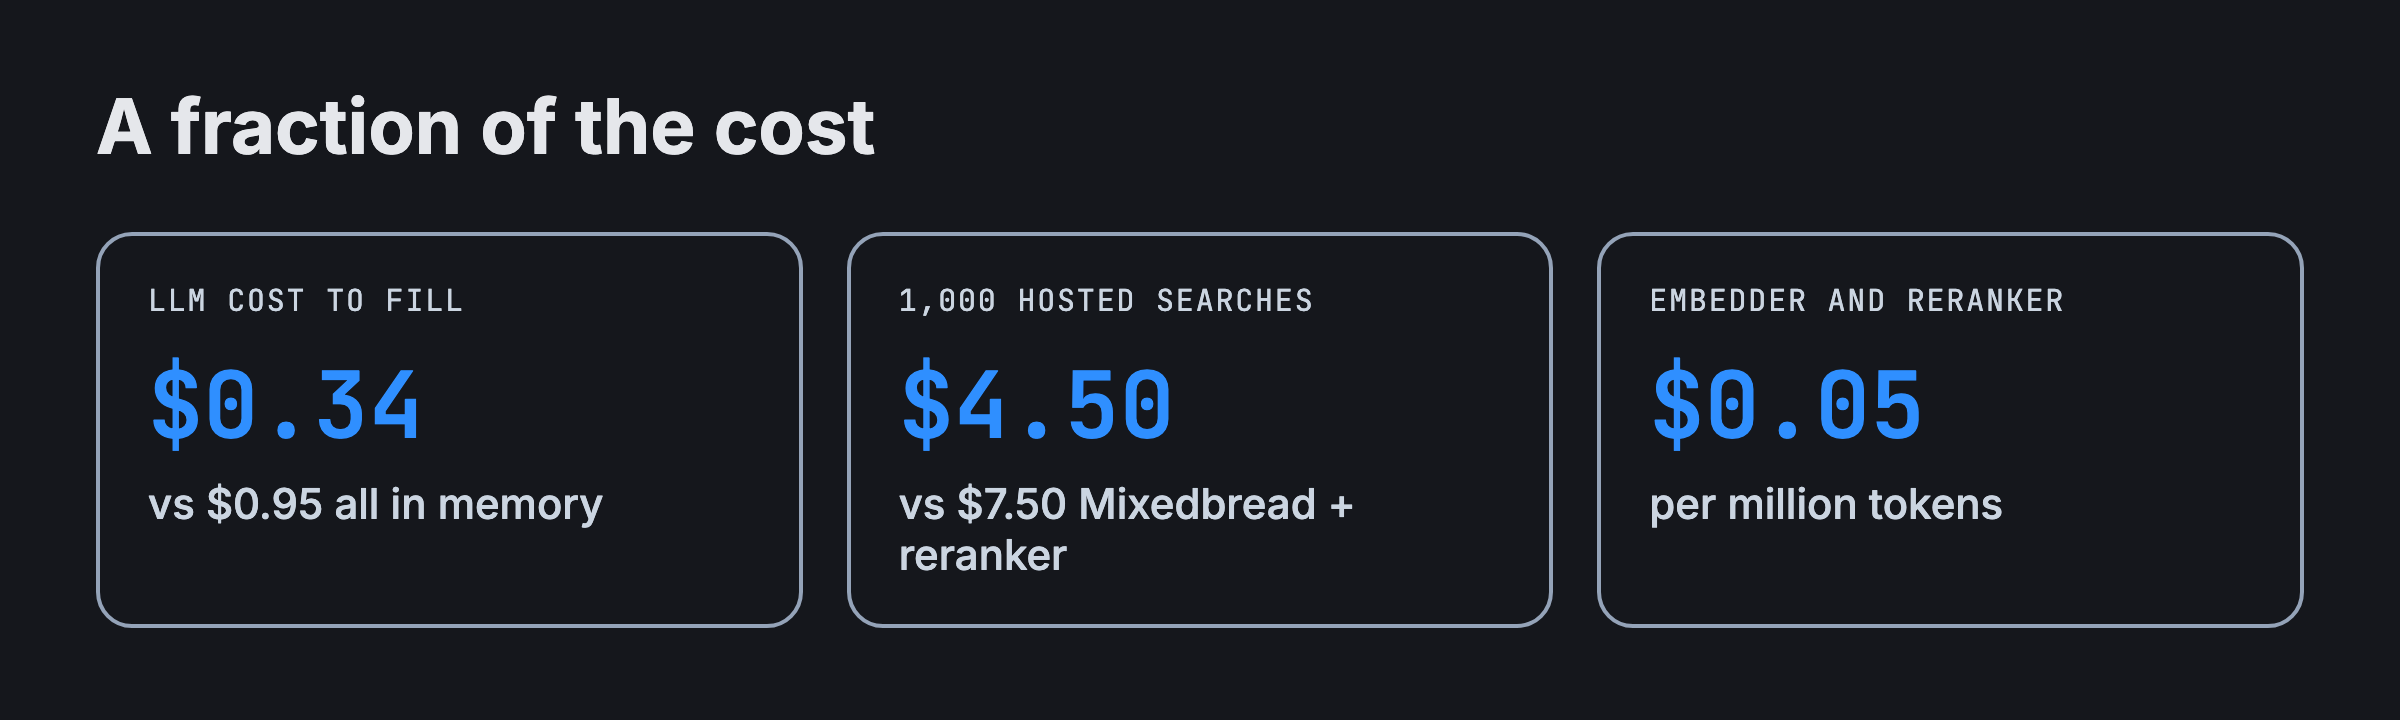 A fraction of the cost
LLM COST TO FILL
$0.34
vs $0.95 all in memory
1,000 HOSTED SEARCHES
$4.50
vs $7.50 Mixedbread +
reranker
EMBEDDER AND RERANKER
$0.05
per million tokens